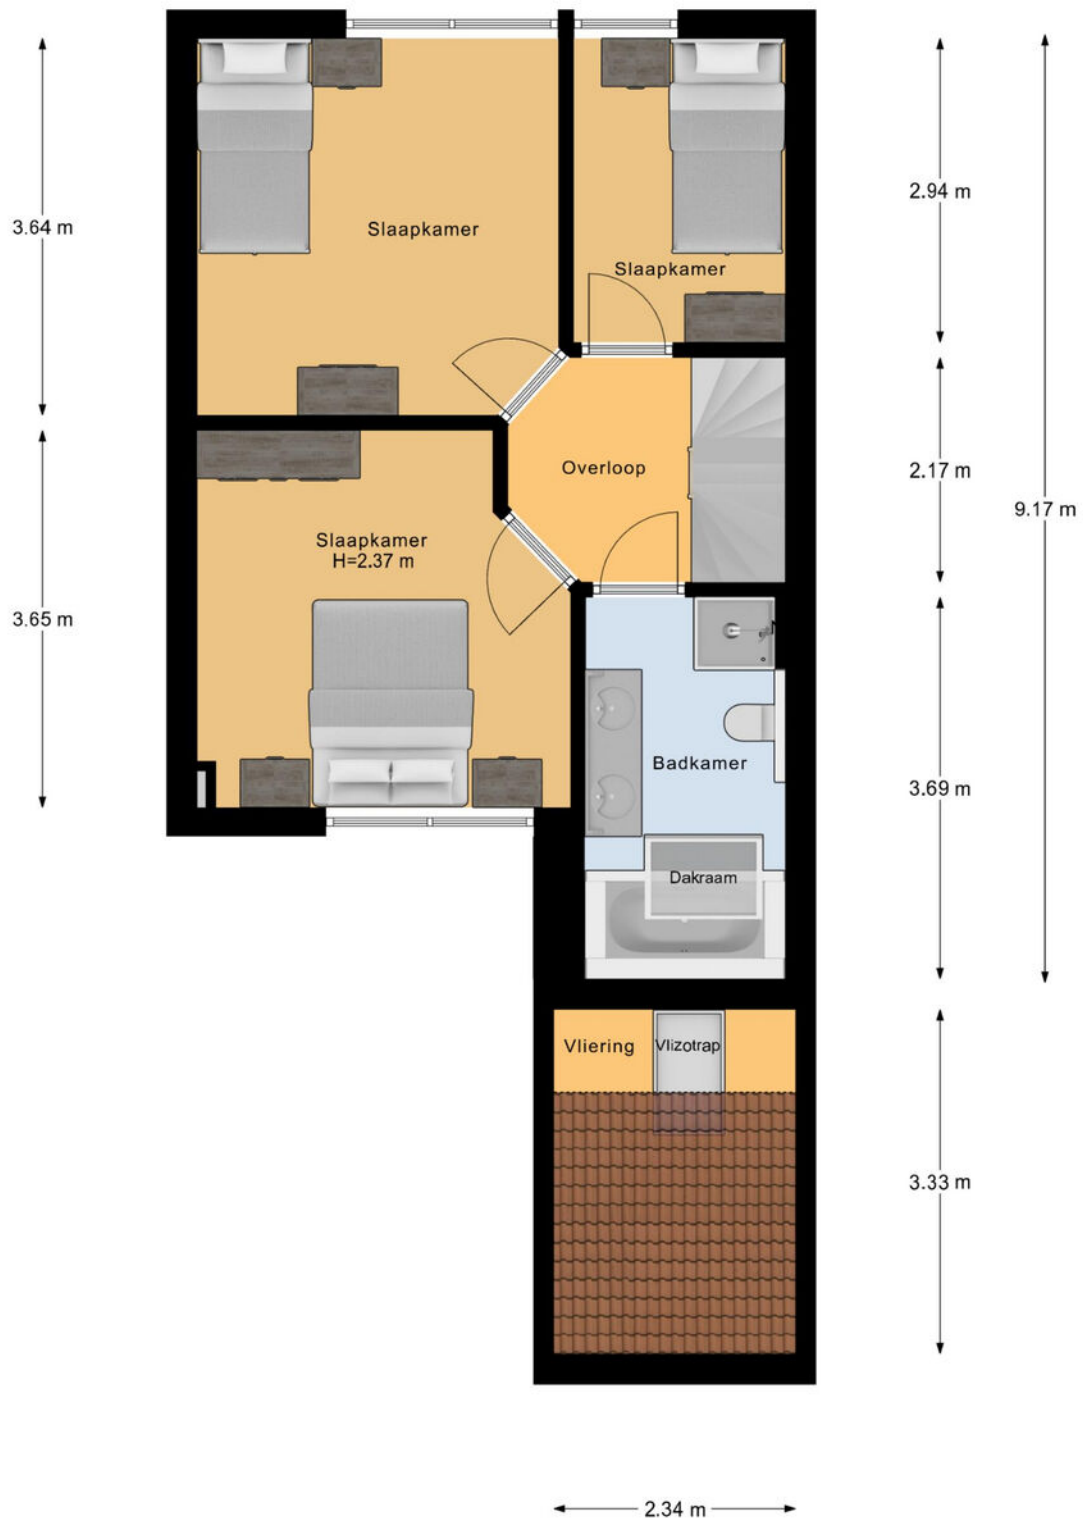 3.64 m
2.94 m
Slaapkamer
Slaapkamer
Overloop
2.17 m
9.17 m
Slaapkamer
H=2.37 m
3.65 m
Badkamer
3.69 m
Dakraam
Vliering
Vlizotrap
3.33 m
2.34 m